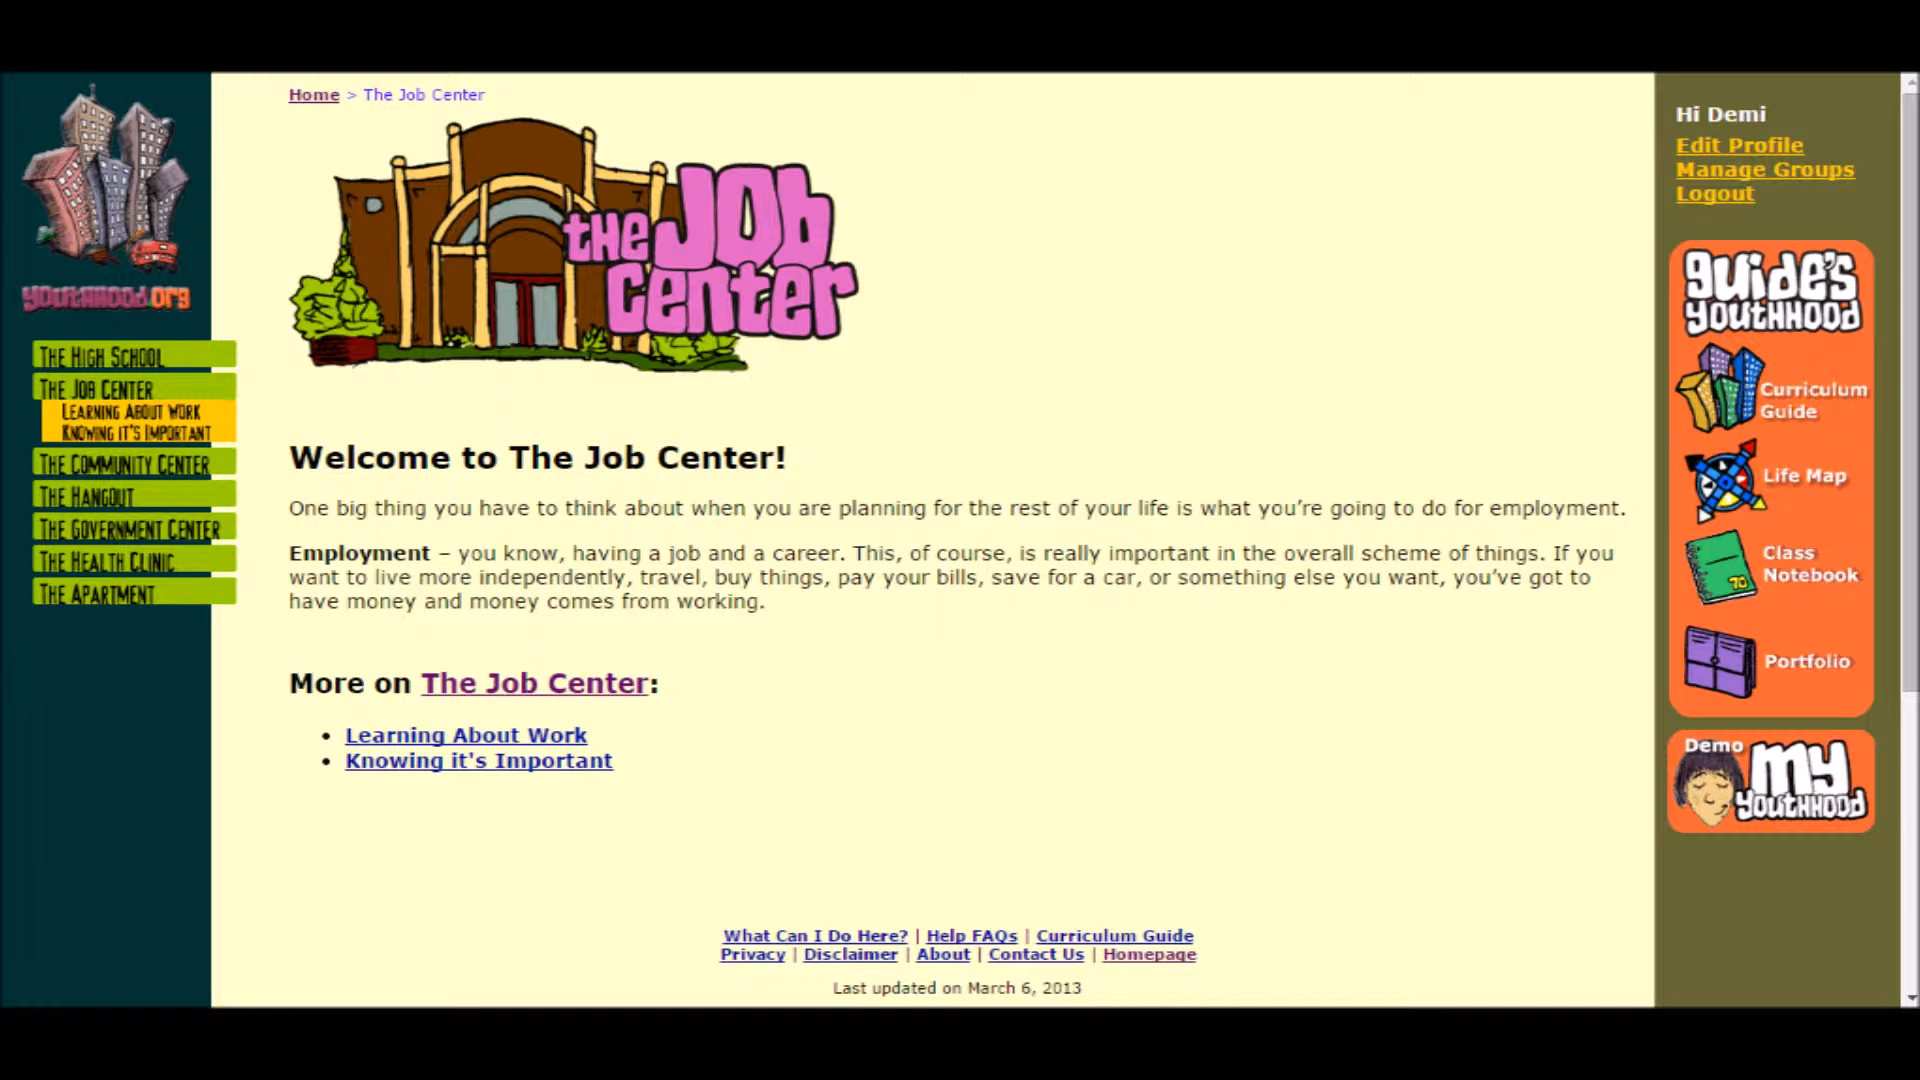 Home > The Job Center
youthhood.org
The High School
The Job Center
Learning About Work
Knowing it's Important
The Community Center
The Hangout
The Government Center
The Health Clinic
The Apartment
the Job
Center
Welcome to The Job Center!
One big thing you have to think about when you are planning for the rest of your life is what you’re going to do for employment.
Employment – you know, having a job and a career. This, of course, is really important in the overall scheme of things. If you
want to live more independently, travel, buy things, pay your bills, save for a car, or something else you want, you’ve got to
have money and money comes from working.
More on The Job Center:
• Learning About Work
• Knowing it's Important
What Can I Do Here? | Help FAQs | Curriculum Guide
Privacy | Disclaimer | About | Contact Us | Homepage
Last updated on March 6, 2013
Hi Demi
Edit Profile
Manage Groups
Logout
guide's
youthhood
Curriculum
Guide
Life Map
Class
Notebook
70
Portfolio
Demo
my
youthhood